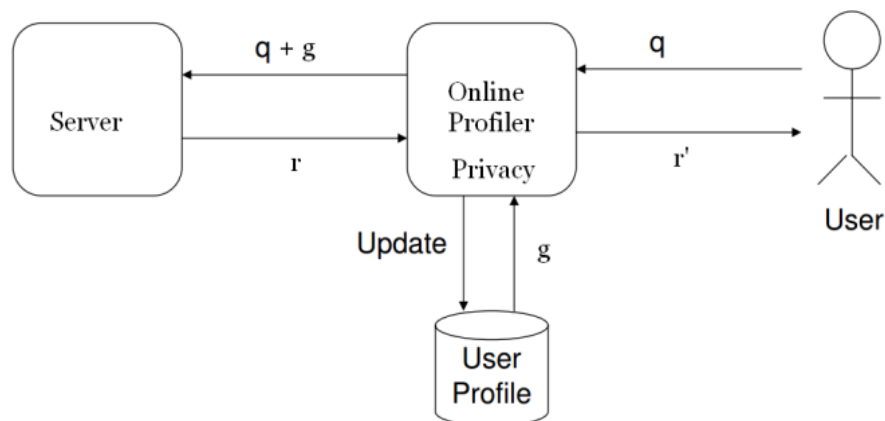 q + g
q
Server
Online
Profiler
Privacy
r
r'
User
Update
g
User
Profile